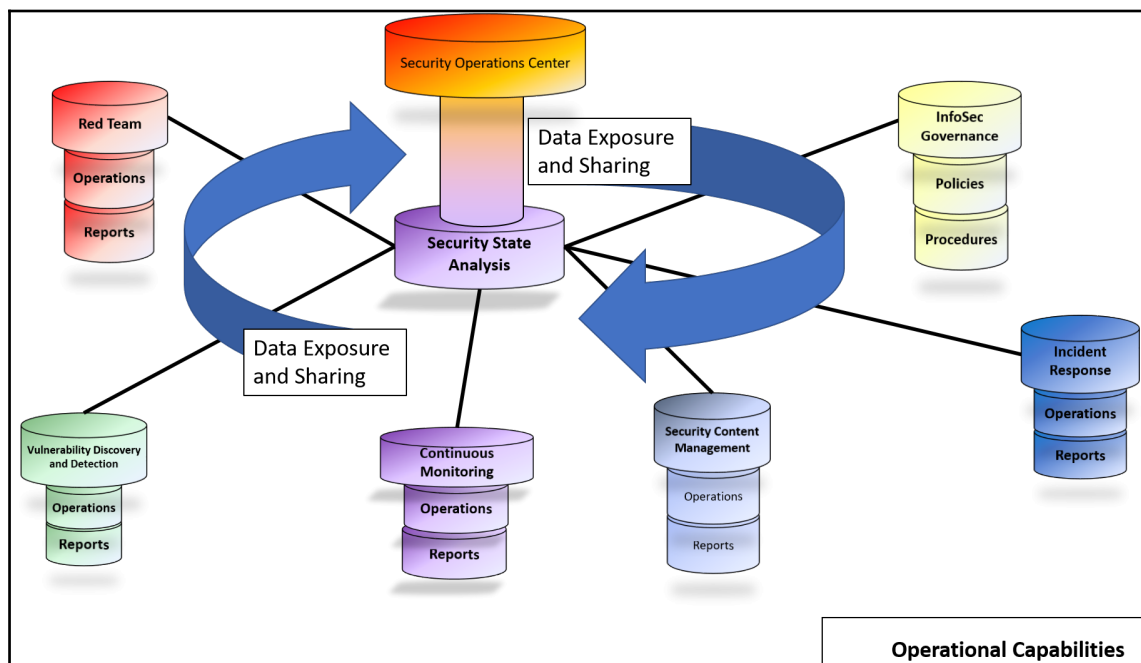 Security Operations Center
Red Team
Operations
Reports
Data Exposure
and Sharing
InfoSec
Governance
Policies
Procedures
Security State
Analysis
Data Exposure
and Sharing
Incident
Response
Operations
Reports
Vulnerability Discovery
and Detection
Operations
Reports
Continuous
Monitoring
Operations
Reports
Security Content
Management
Operations
Reports
Operational Capabilities